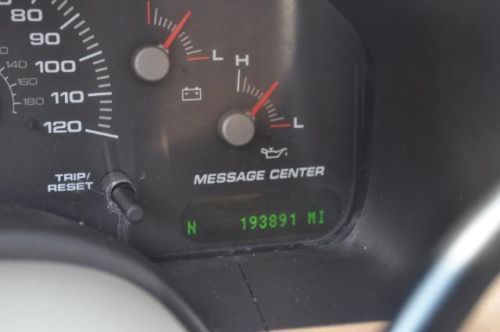 80
90
100
110
120
140
160
180
L
H
L
TRIP/
RESET
MESSAGE CENTER
N 193891 MI